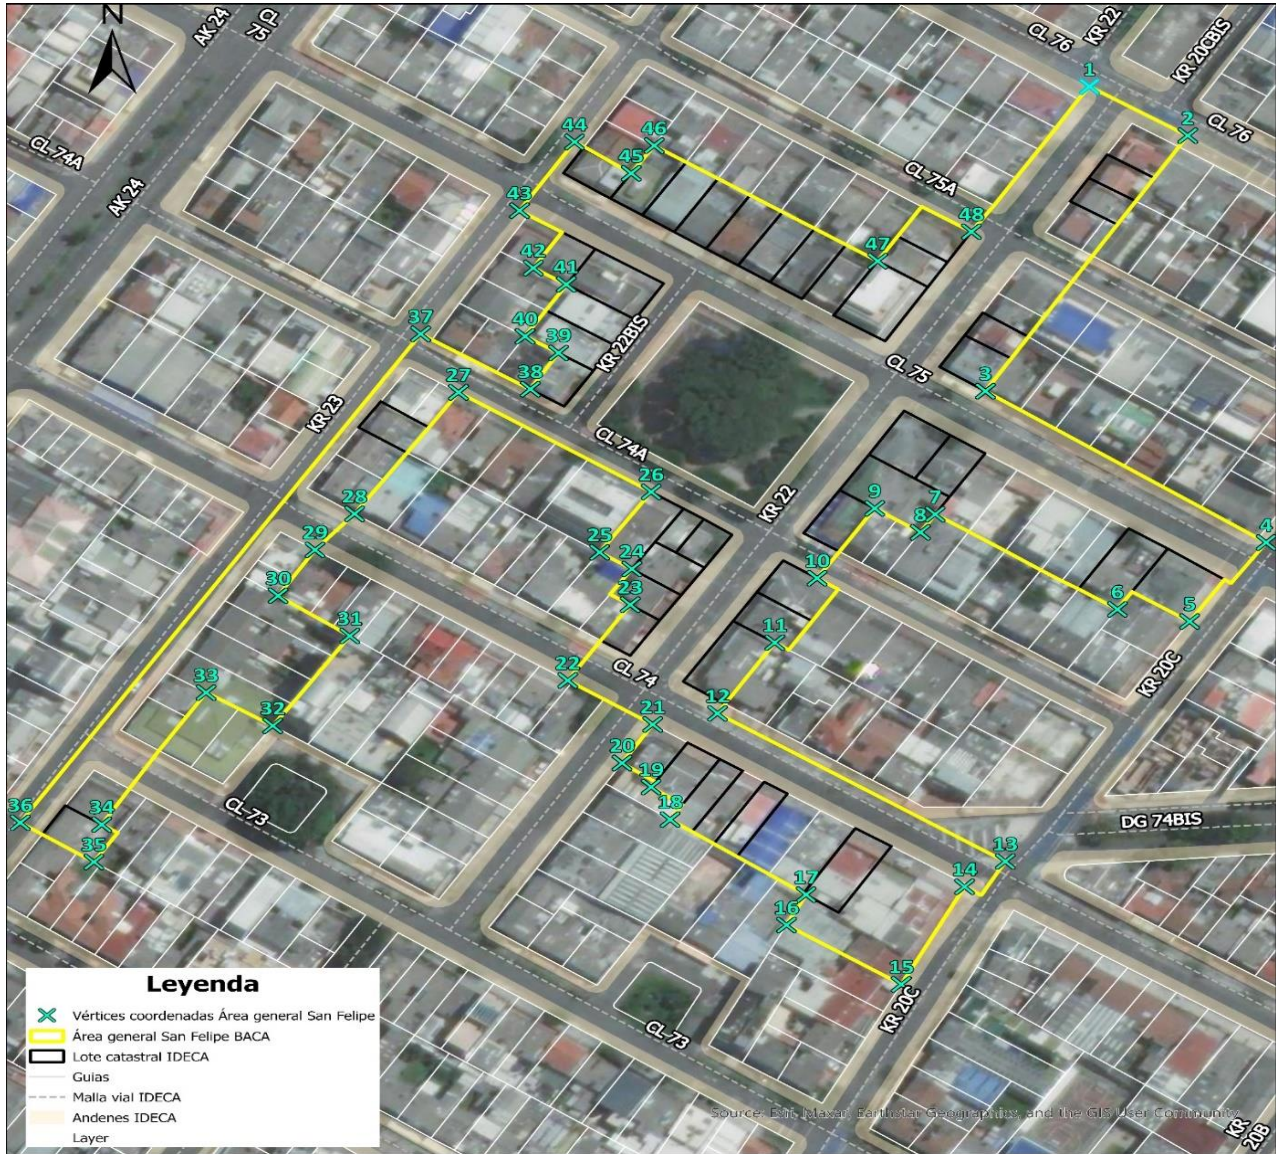 N
AK 24
CL
75
CL 76
KR 22
KR 20CBIS
1
2
CL 76
CL 74A
AK 24
44
46
45
CL 75A
43
48
42
41
47
37
40
39
KR 22BIS
38
27
CL 75
3
KR 23
CL 74A
26
KR 22
9
7
8
4
28
29
25
24
10
30
23
6
5
31
11
KR 20C
22
CL 74
33
12
32
21
20
19
18
36
34
CL 73
DG 74BIS
35
13
14
17
16
15
KR 20C
CL 73
KR
20B
Leyenda
Vértices coordenadas Área general San Felipe
Área general San Felipe BACA
Lote catastral IDECA
Guias
Malla vial IDECA
Andenes IDECA
Layer
Source: Esri, Maxar, Earthstar Geographics, and the GIS User Community